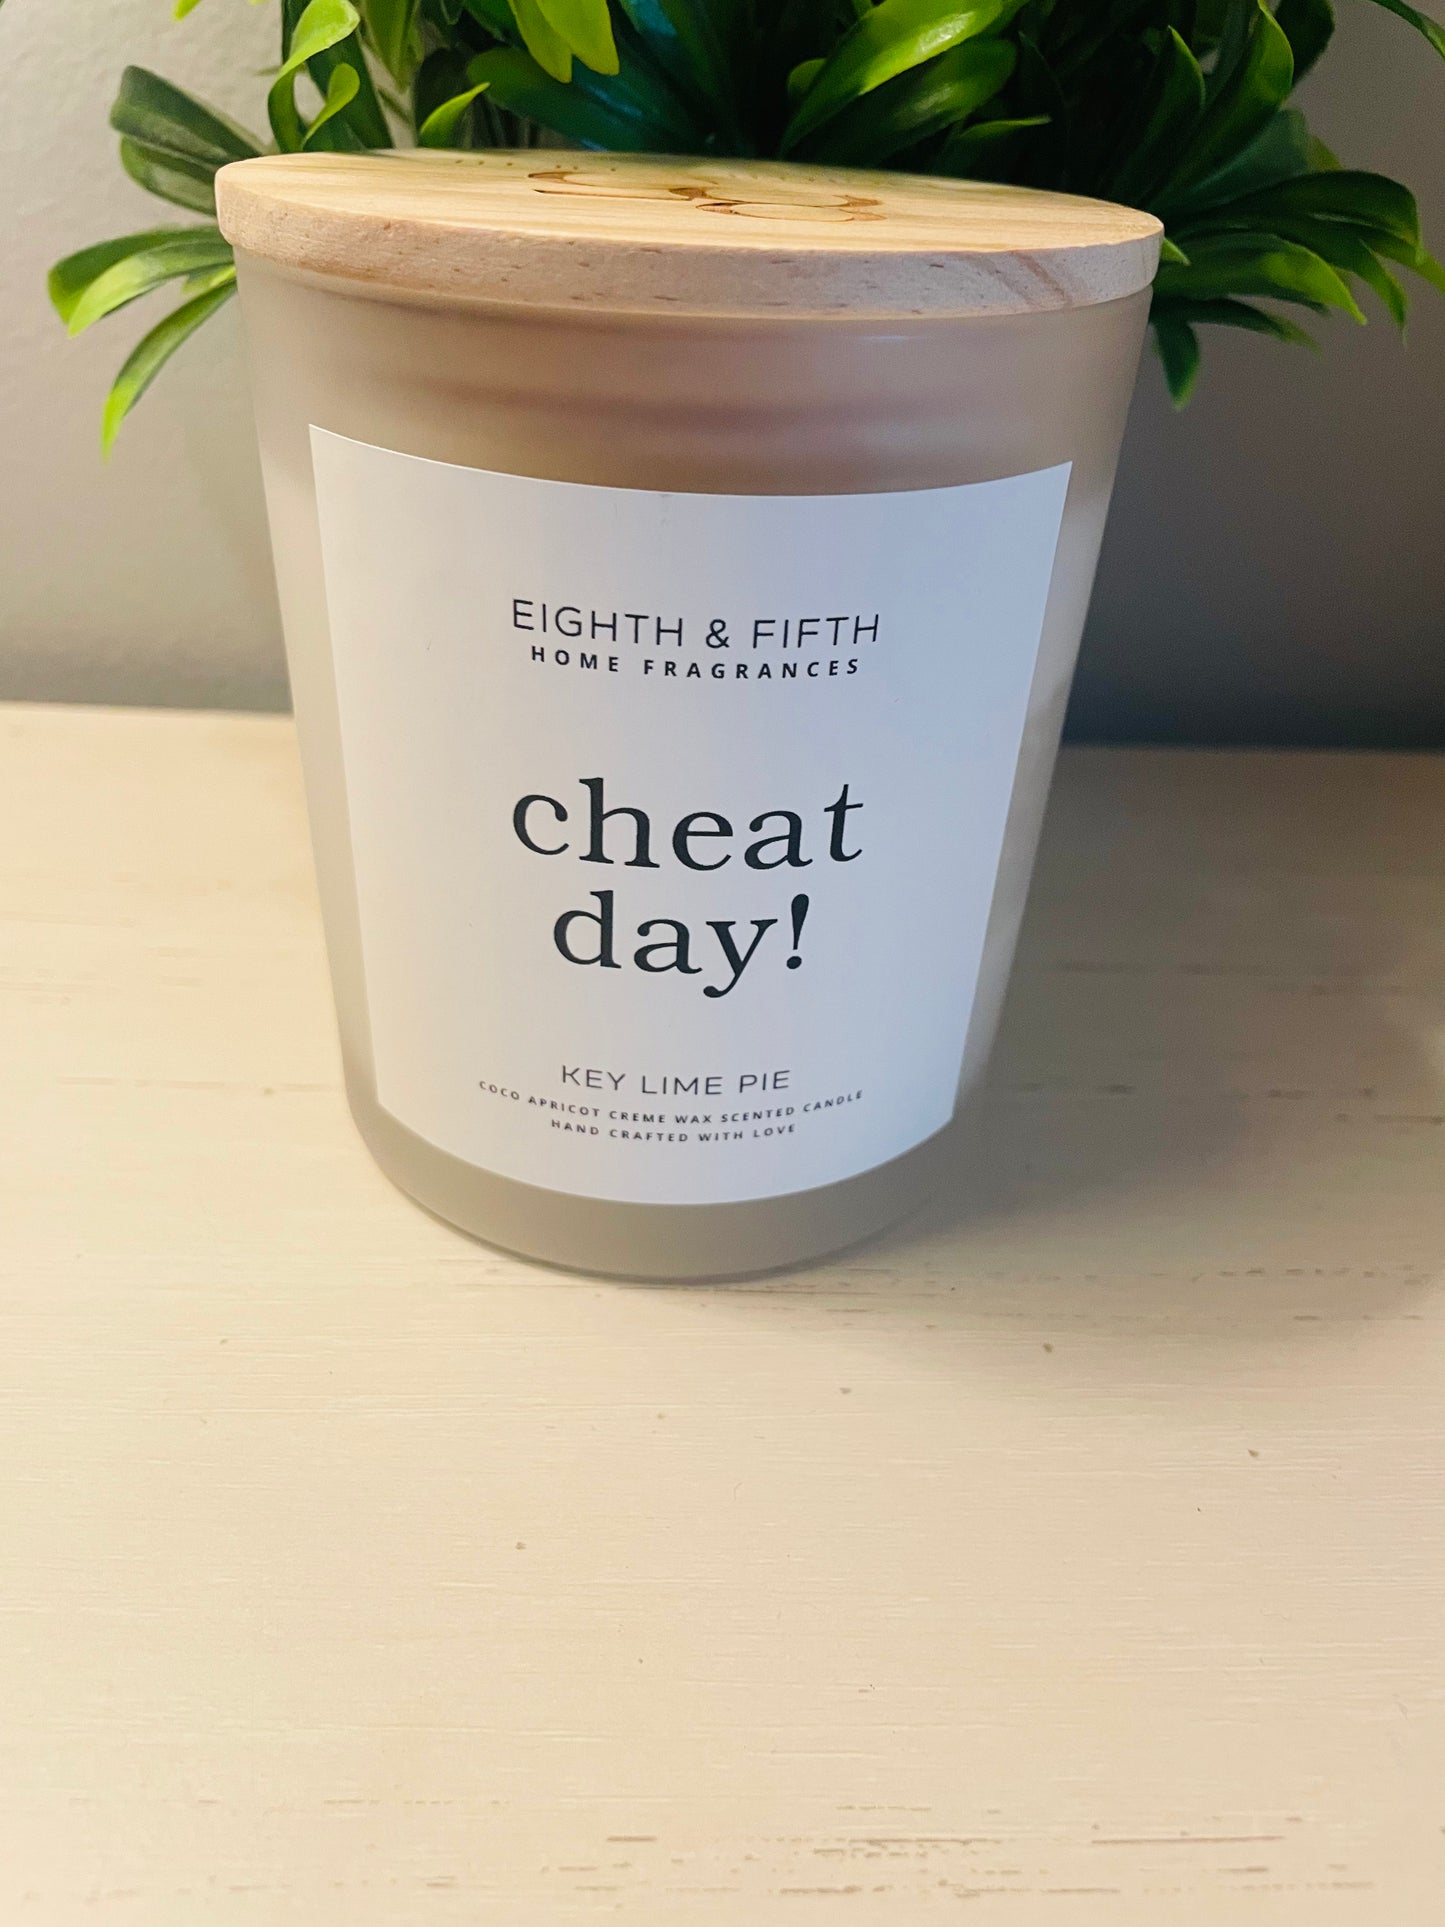 EIGHTH & FIFTH
HOME FRAGRANCES
cheat
day!
KEY LIME PIE
COCO APRICOT CREME WAX SCENTED CANDLE
HAND CRAFTED WITH LOVE